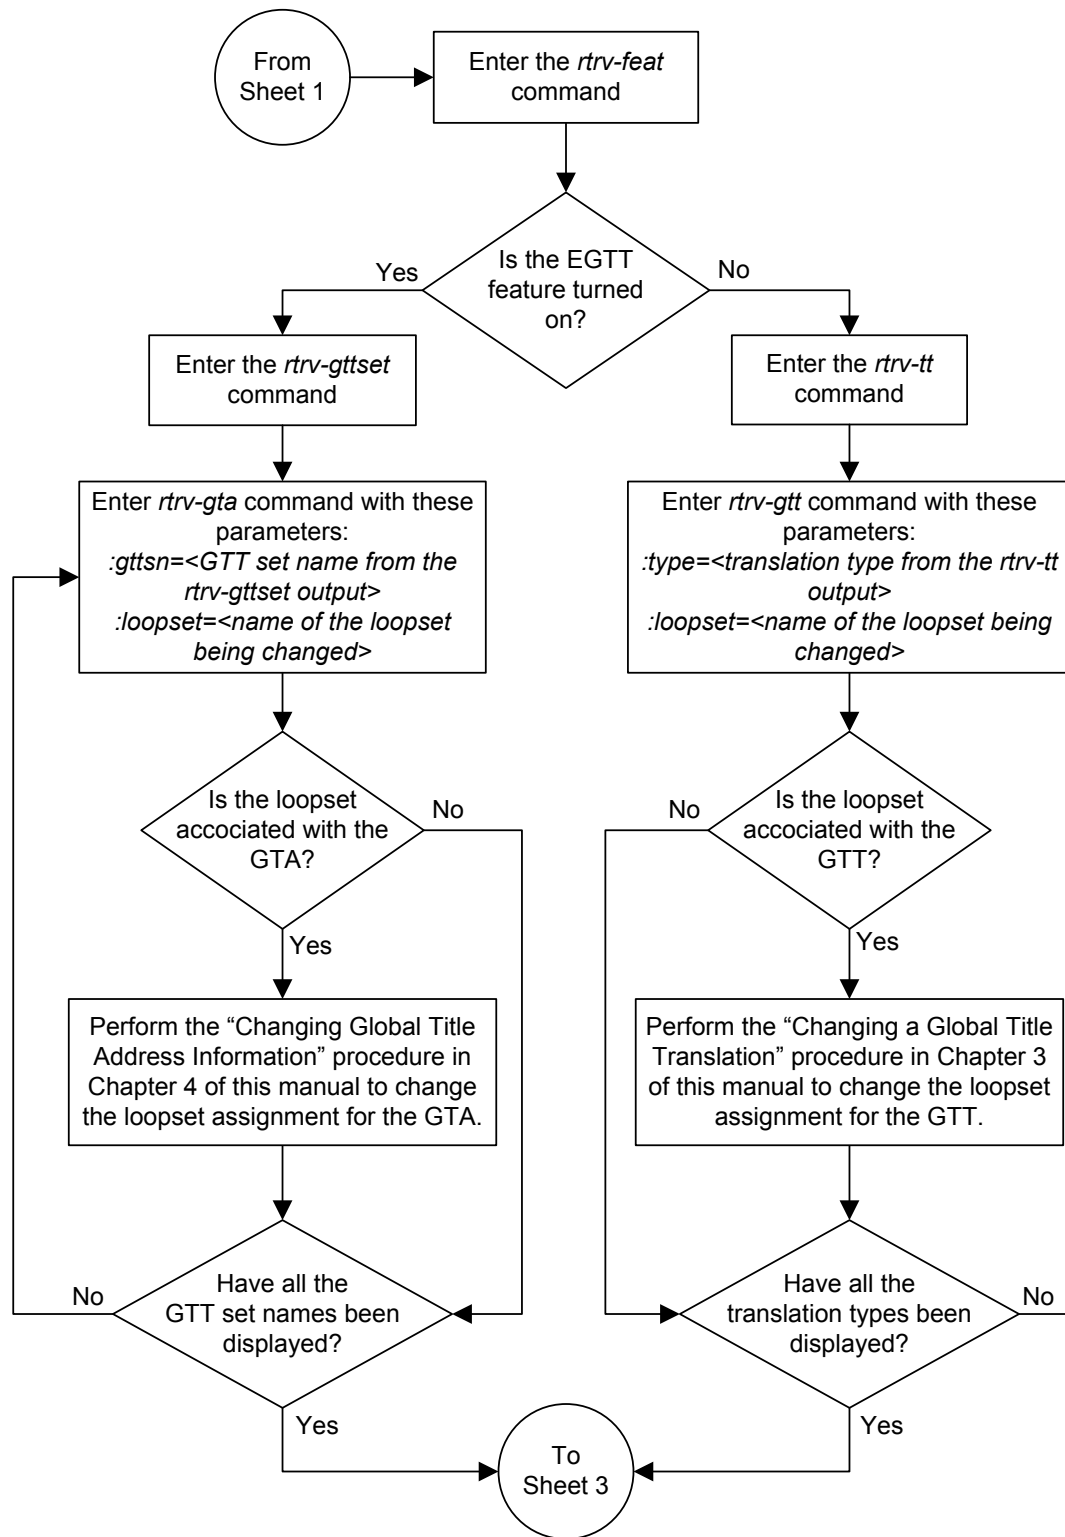 From
Sheet 1
Enter the rtrv-feat
command
Is the EGTT
feature turned
on?
Yes
No
Enter the rtrv-gttset
command
Enter the rtrv-tt
command
Enter rtrv-gta command with these
parameters:
:gttsn=<GTT set name from the
rtrv-gttset output>
:loopset=<name of the loopset
being changed>
Enter rtrv-gtt command with these
parameters:
:type=<translation type from the rtrv-tt
output>
:loopset=<name of the loopset being
changed>
Is the loopset
accociated with the
GTA?
No
Yes
No
Is the loopset
accociated with the
GTT?
Yes
Perform the “Changing Global Title
Address Information” procedure in
Chapter 4 of this manual to change
the loopset assignment for the GTA.
Perform the “Changing a Global Title
Translation” procedure in Chapter 3
of this manual to change the loopset
assignment for the GTT.
No
Have all the
GTT set names been
displayed?
Yes
Have all the
translation types been
displayed?
No
Yes
To
Sheet 3